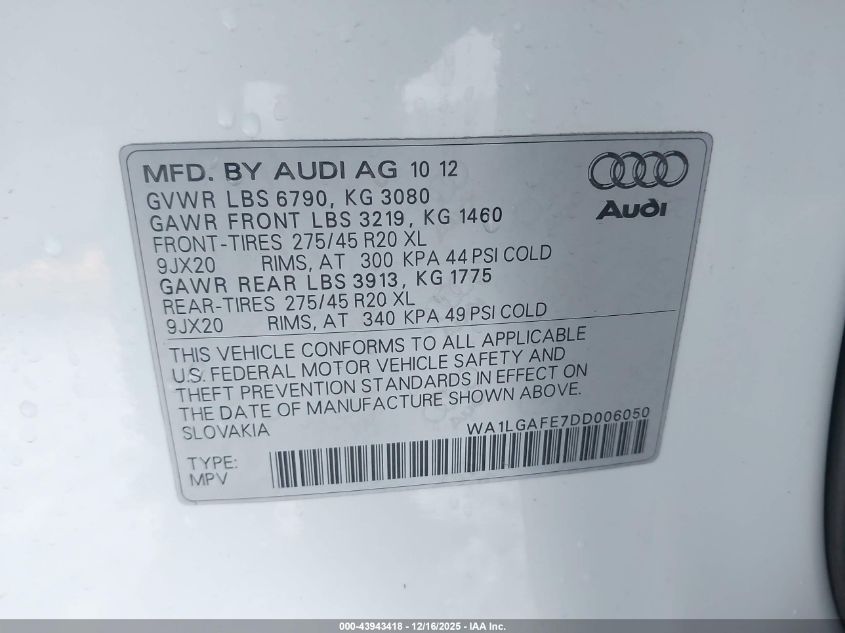 MFD. BY AUDI AG 10 12
GVWR LBS 6790, KG 3080
GAWR FRONT LBS 3219, KG 1460
FRONT-TIRES 275/45 R20 XL
9JX20 RIMS, AT 300 KPA 44 PSI COLD
GAWR REAR LBS 3913, KG 1775
REAR-TIRES 275/45 R20 XL
9JX20 RIMS, AT 340 KPA 49 PSI COLD
Audi
THIS VEHICLE CONFORMS TO ALL APPLICABLE
U.S. FEDERAL MOTOR VEHICLE SAFETY AND
THEFT PREVENTION STANDARDS IN EFFECT ON
THE DATE OF MANUFACTURE SHOWN ABOVE.
SLOVAKIA WA1LGAFE7DD006050
TYPE:
MPV
000-43943418 - 12/16/2025 - IAA Inc.